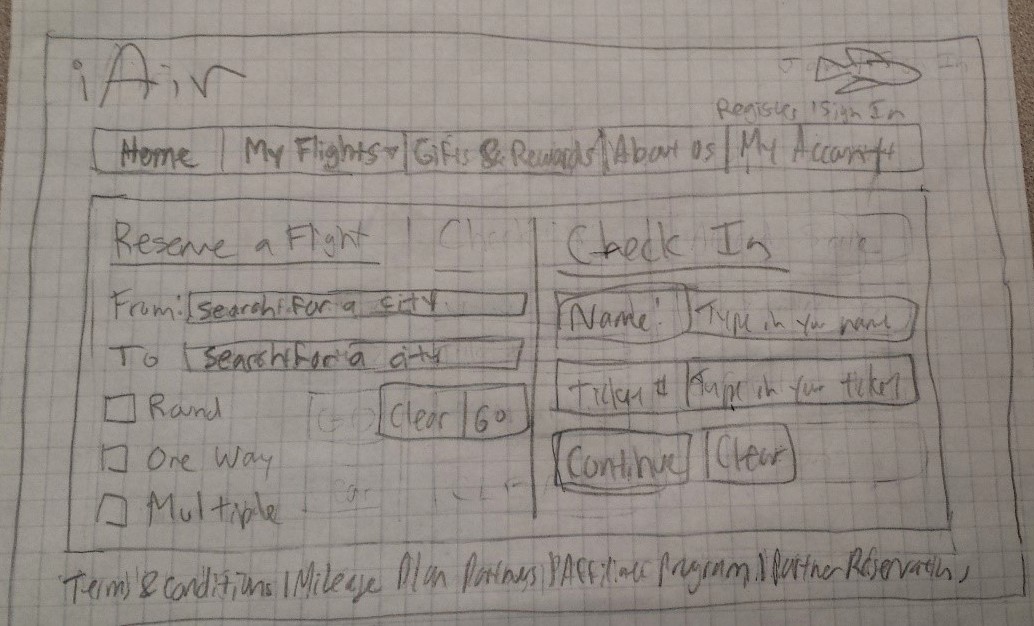 iAir
Register | Sign In
Home | My Flights | Gifts & Rewards | About Us | My Account
Reserve a Flight
From: Search for a city
To Search for a city
Round
One Way
Multiple
Clear | Go
Check In
Name: Type in your name
Ticket # Type in your ticket
Continue Clear
Terms & Conditions | Mileage Plan Partners | Affiliate Program | Partner Reservations